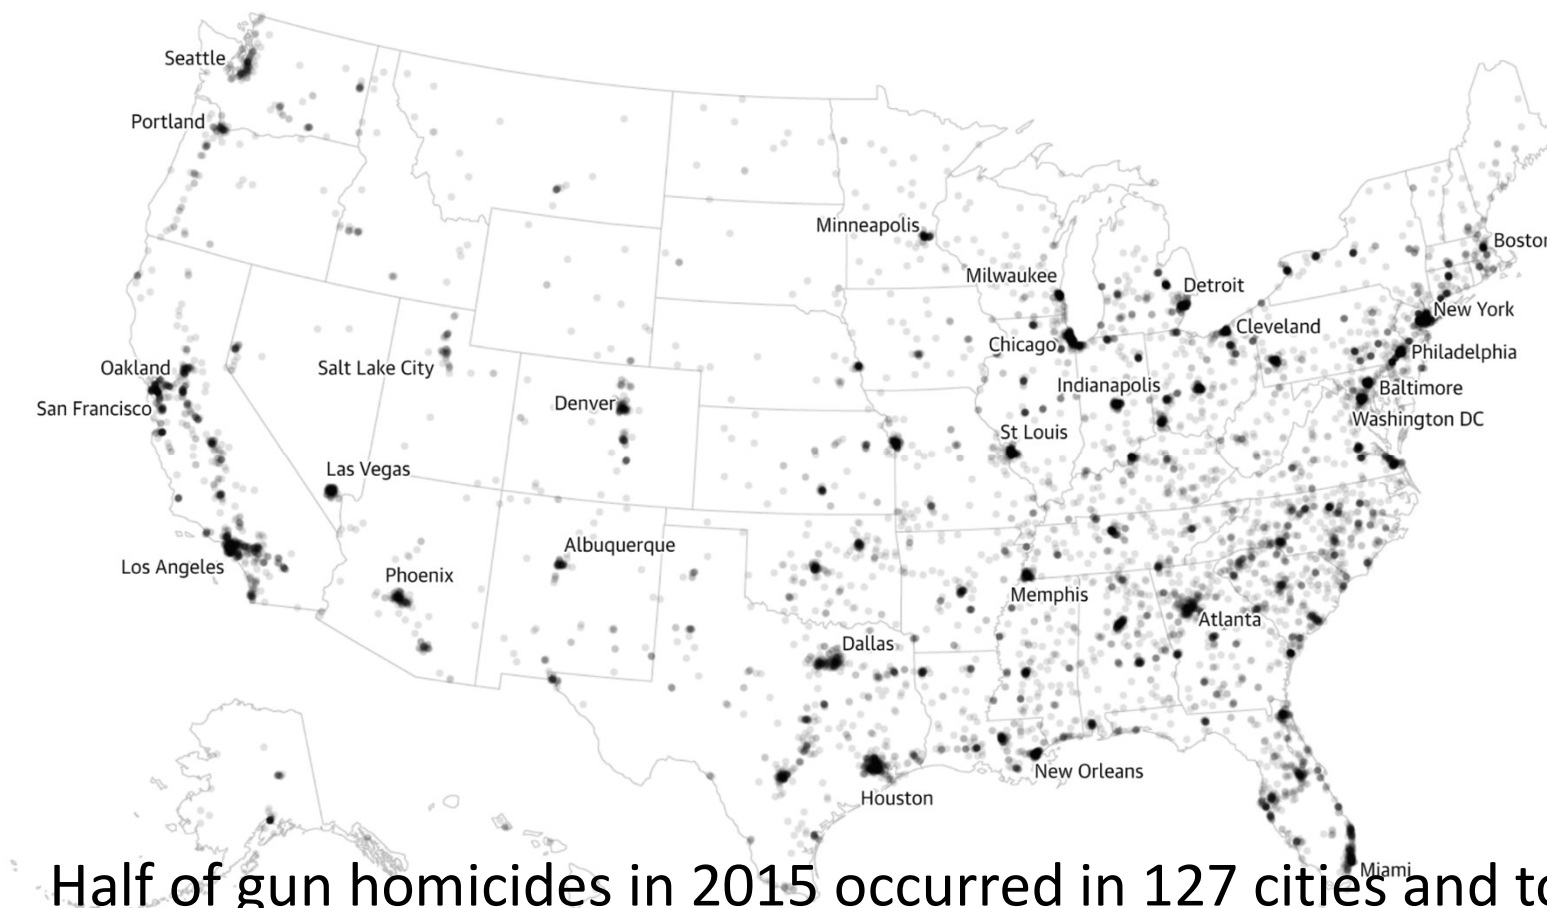 Seattle
Portland
Minneapolis
Boston
Milwaukee
Detroit
New York
Cleveland
Chicago
Philadelphia
Oakland
Salt Lake City
Indianapolis
Baltimore
San Francisco
Denver
Washington DC
St Louis
Las Vegas
Albuquerque
Los Angeles
Phoenix
Memphis
Atlanta
Dallas
New Orleans
Houston
Miami
Half of gun homicides in 2015 occurred in 127 cities and